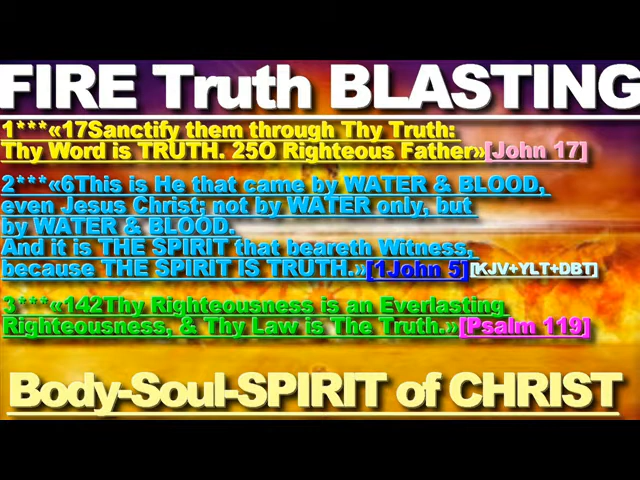 FIRE Truth BLASTING
1***«17Sanctify them through Thy Truth:
Thy Word is TRUTH. 25O Righteous Father»[John 17]
2***«6This is He that came by WATER & BLOOD,
even Jesus Christ; not by WATER only, but
by WATER & BLOOD.
And it is THE SPIRIT that beareth Witness,
because THE SPIRIT IS TRUTH.»[1John 5][KJV+YLT+DBT]
3***«142Thy Righteousness is an Everlasting
Righteousness, & Thy Law is The Truth.»[Psalm 119]
Body-Soul-SPIRIT of CHRIST